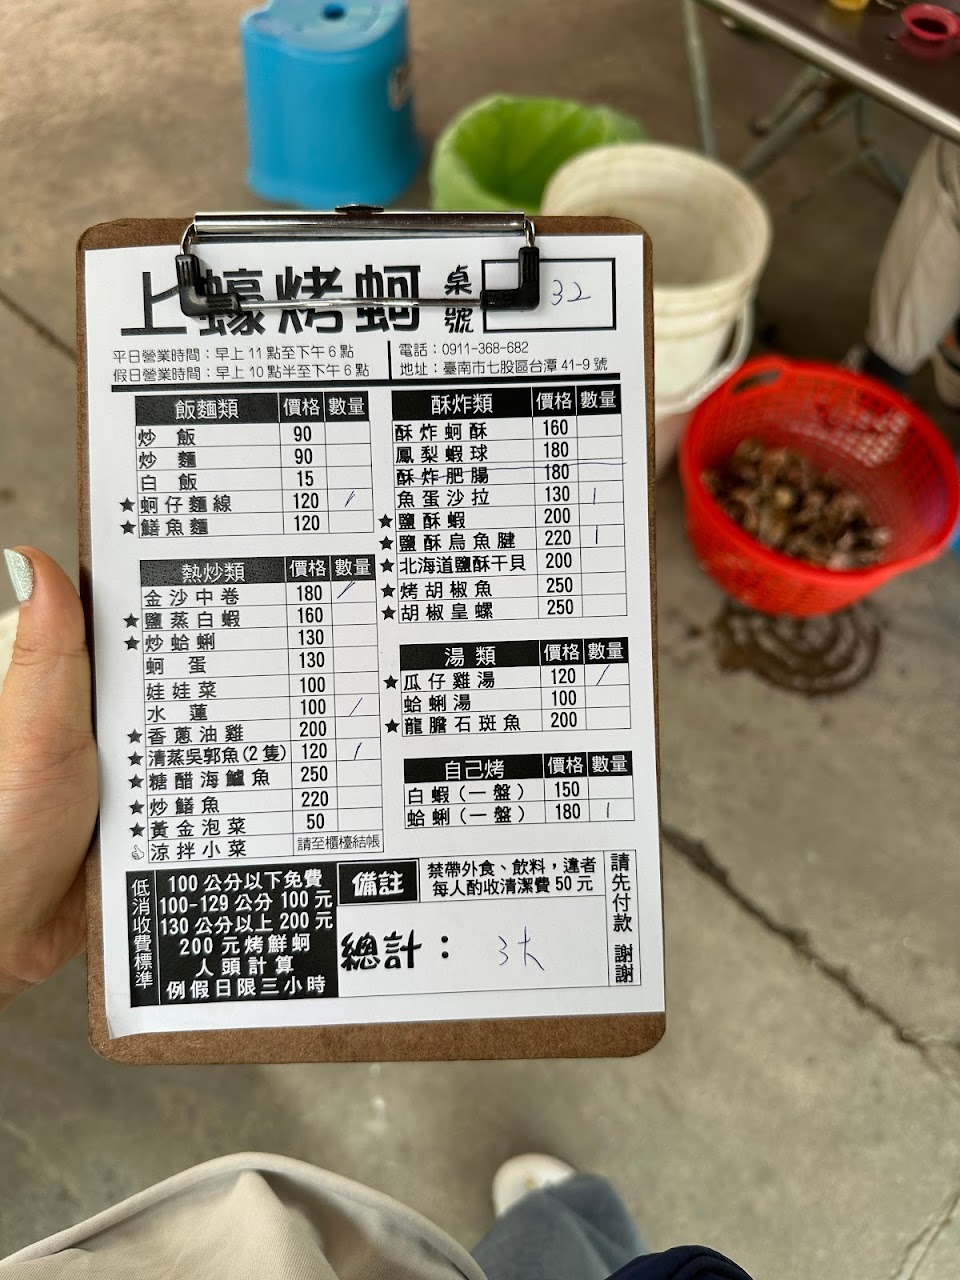 上蠔烤蚵 桌號 32
平日營業時間：早上11點至下午6點
假日營業時間：早上10點半至下午6點
電話：0911-368-682
地址：臺南市七股區台潭41-9號
飯麵類 價格 數量
炒飯 90
炒麵 90
白飯 15
★蚵仔麵線 120 /
★鱔魚麵 120
熱炒類 價格 數量
金沙中卷 180 /
★鹽蒸白蝦 160
★炒蛤蜊 130
蚵蛋 130
娃娃菜 100
水蓮 100 /
★香蔥油雞 200
★清蒸吳郭魚(2隻) 120 /
★糖醋海鱸魚 250
★炒鱔魚 220
★黃金泡菜 50
涼拌小菜 請至櫃檯結帳
酥炸類 價格 數量
酥炸蚵酥 160
鳳梨蝦球 180
酥炸肥腸 180
魚蛋沙拉 130 /
★鹽酥蝦 200
★鹽酥烏魚腱 220 /
★北海道鹽酥干貝 200
★烤胡椒魚 250
★胡椒皇螺 250
湯類 價格 數量
★瓜仔雞湯 120 /
蛤蜊湯 100
★龍膽石斑魚 200
自己烤 價格 數量
白蝦(一盤) 150
蛤蜊(一盤) 180 /
低消收費標準
100公分以下免費
100-129公分100元
130公分以上200元
200元烤鮮蚵
人頭計算
例假日限三小時
備註
禁帶外食、飲料，違者
每人酌收清潔費50元
總計： 3大
請先付款 謝謝